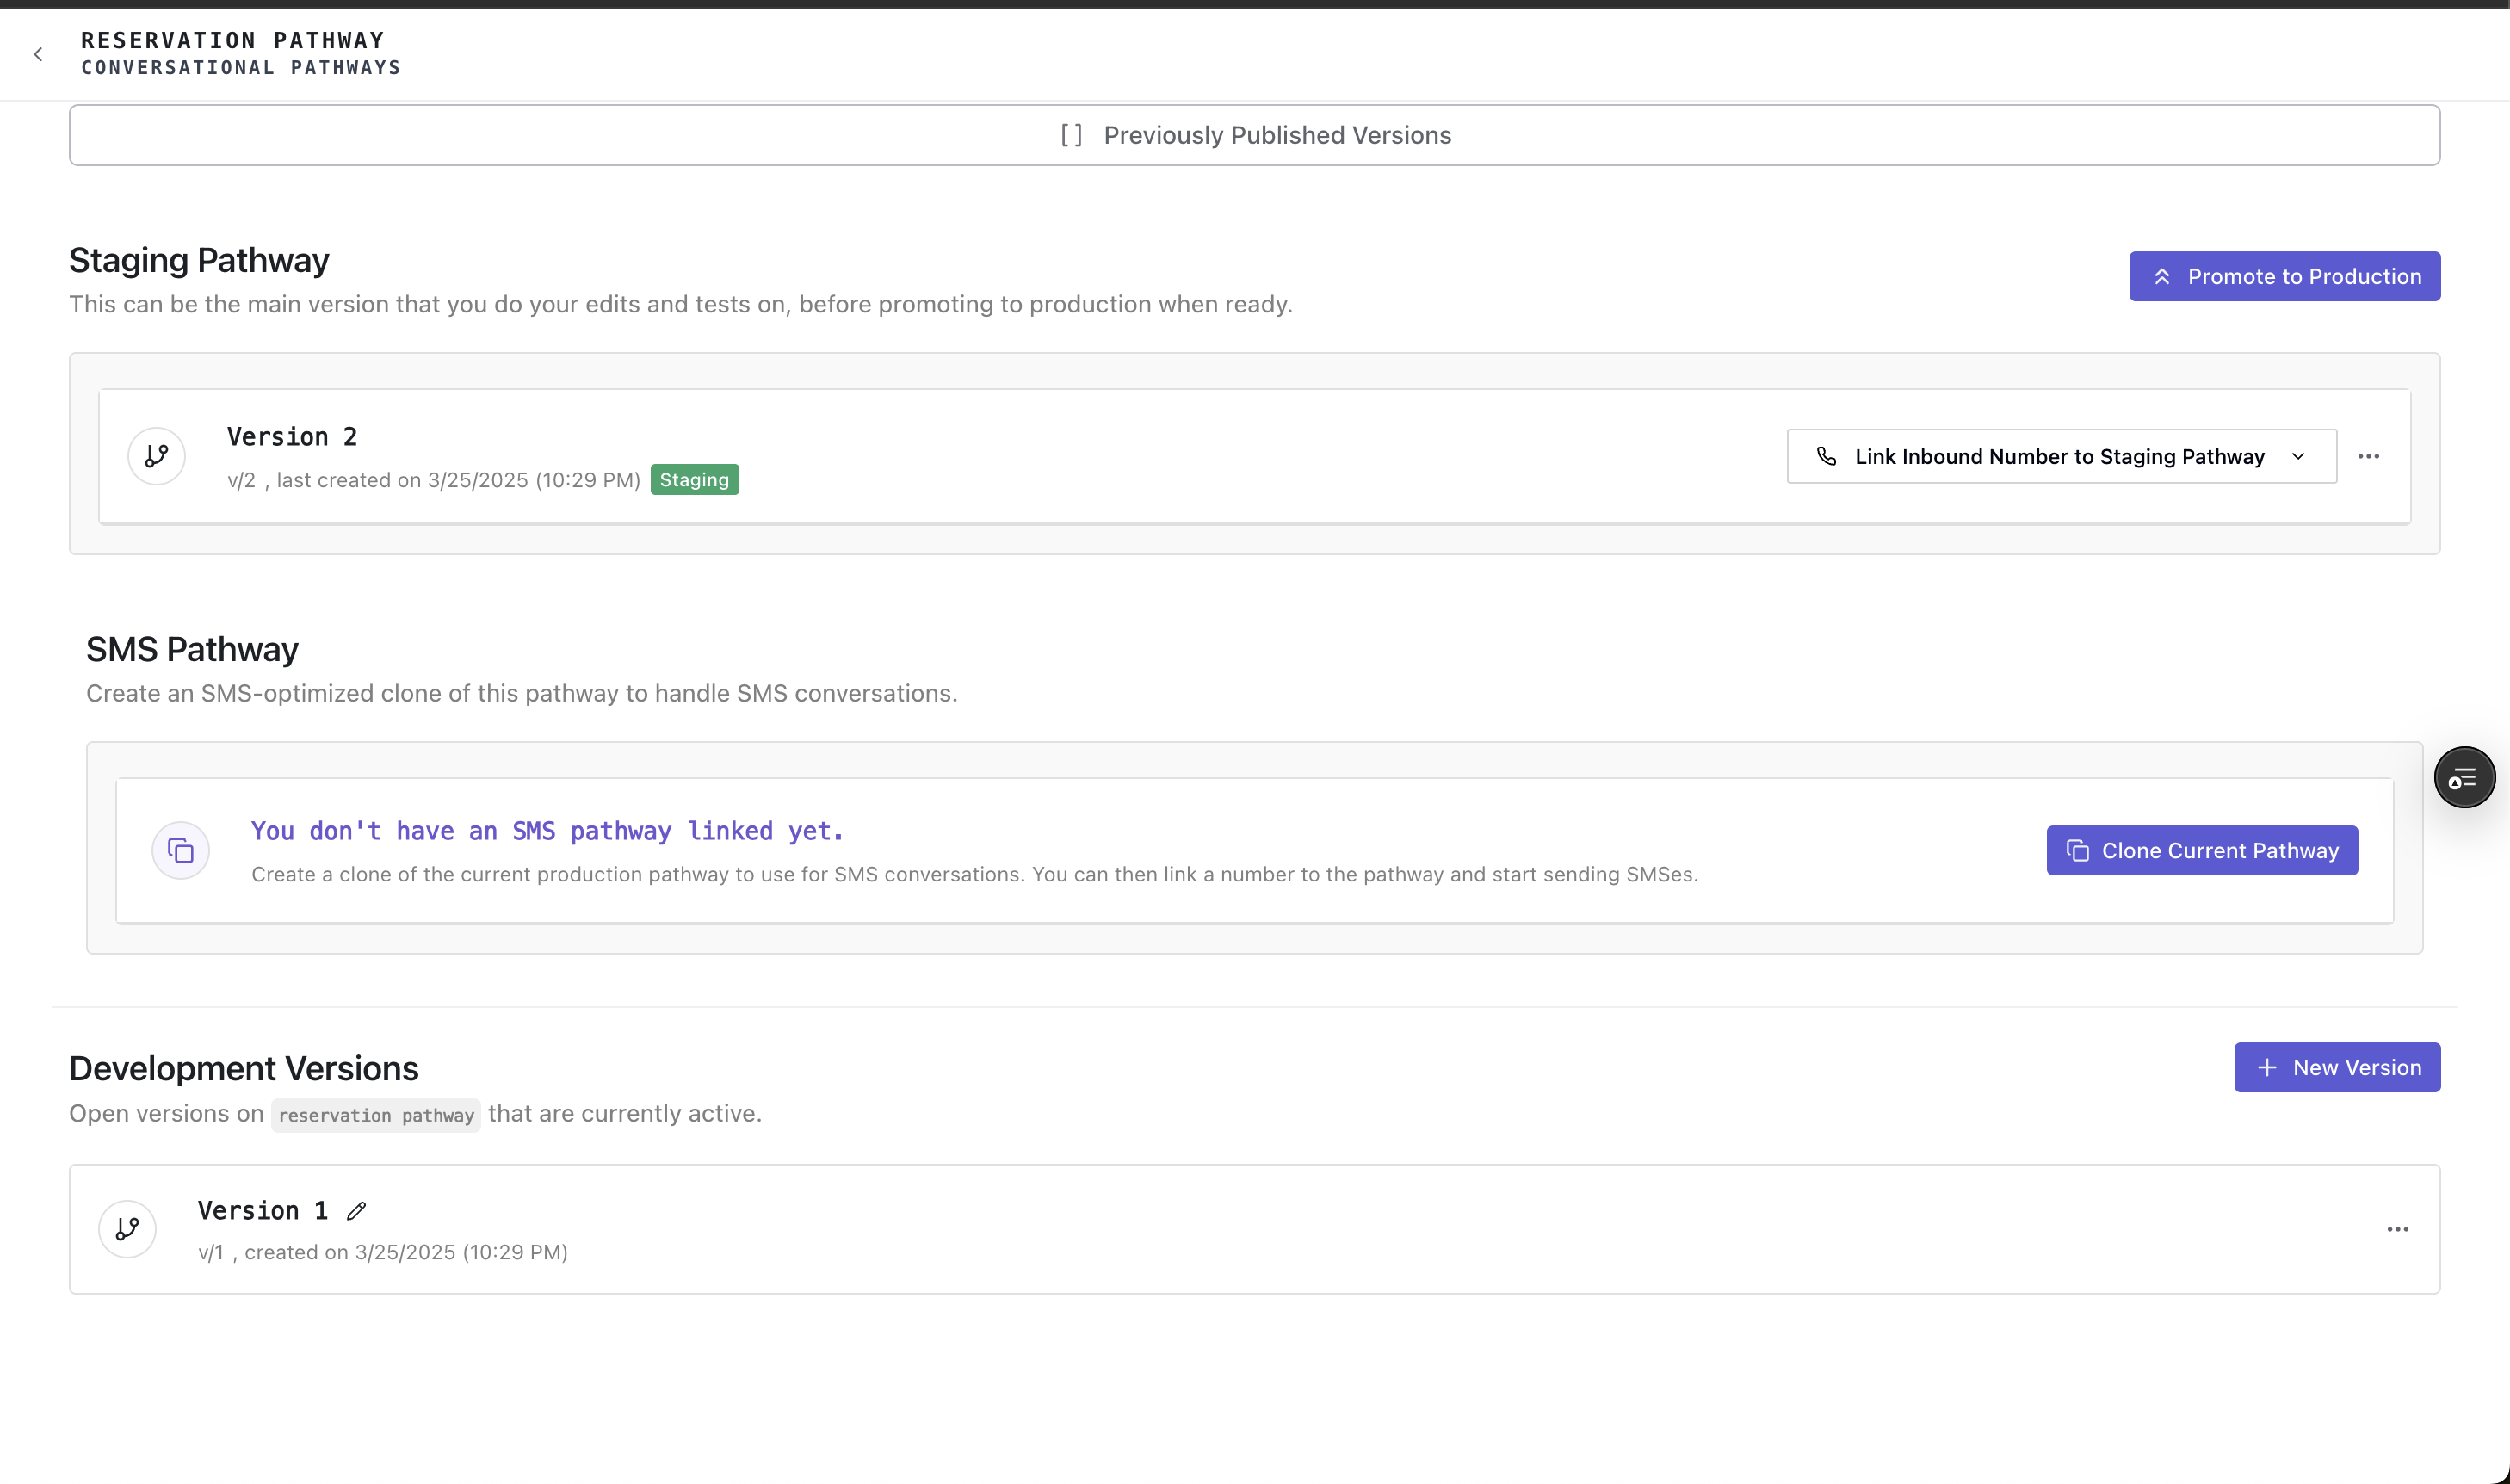 RESERVATION PATHWAY
CONVERSATIONAL PATHWAYS
[] Previously Published Versions
Staging Pathway
Promote to Production
This can be the main version that you do your edits and tests on, before promoting to production when ready.
Version 2
v/2 , last created on 3/25/2025 (10:29 PM) Staging
Link Inbound Number to Staging Pathway
SMS Pathway
Create an SMS-optimized clone of this pathway to handle SMS conversations.
You don't have an SMS pathway linked yet.
Create a clone of the current production pathway to use for SMS conversations. You can then link a number to the pathway and start sending SMSes.
Clone Current Pathway
Development Versions
New Version
Open versions on reservation pathway that are currently active.
Version 1
v/1 , created on 3/25/2025 (10:29 PM)